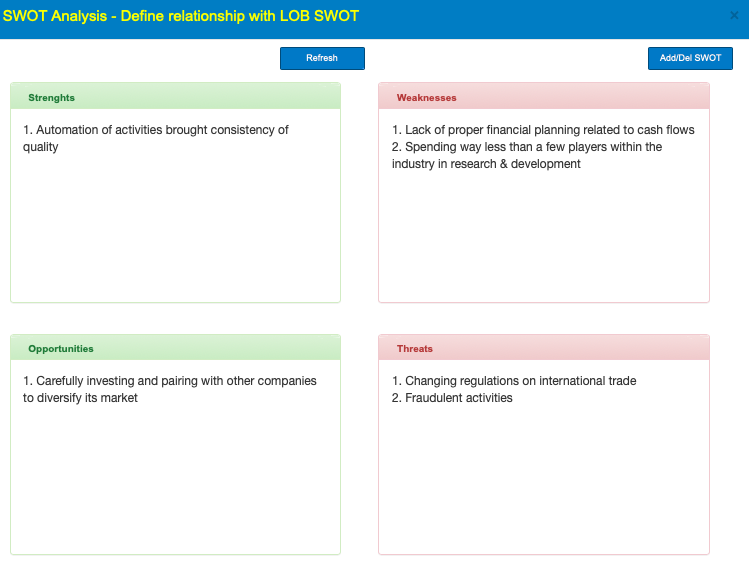 SWOT Analysis - Define relationship with LOB SWOT
×
Refresh
Add/Del SWOT
Strenghts
1. Automation of activities brought consistency of
quality
Weaknesses
1. Lack of proper financial planning related to cash flows
2. Spending way less than a few players within the
industry in research & development
Opportunities
1. Carefully investing and pairing with other companies
to diversify its market
Threats
1. Changing regulations on international trade
2. Fraudulent activities